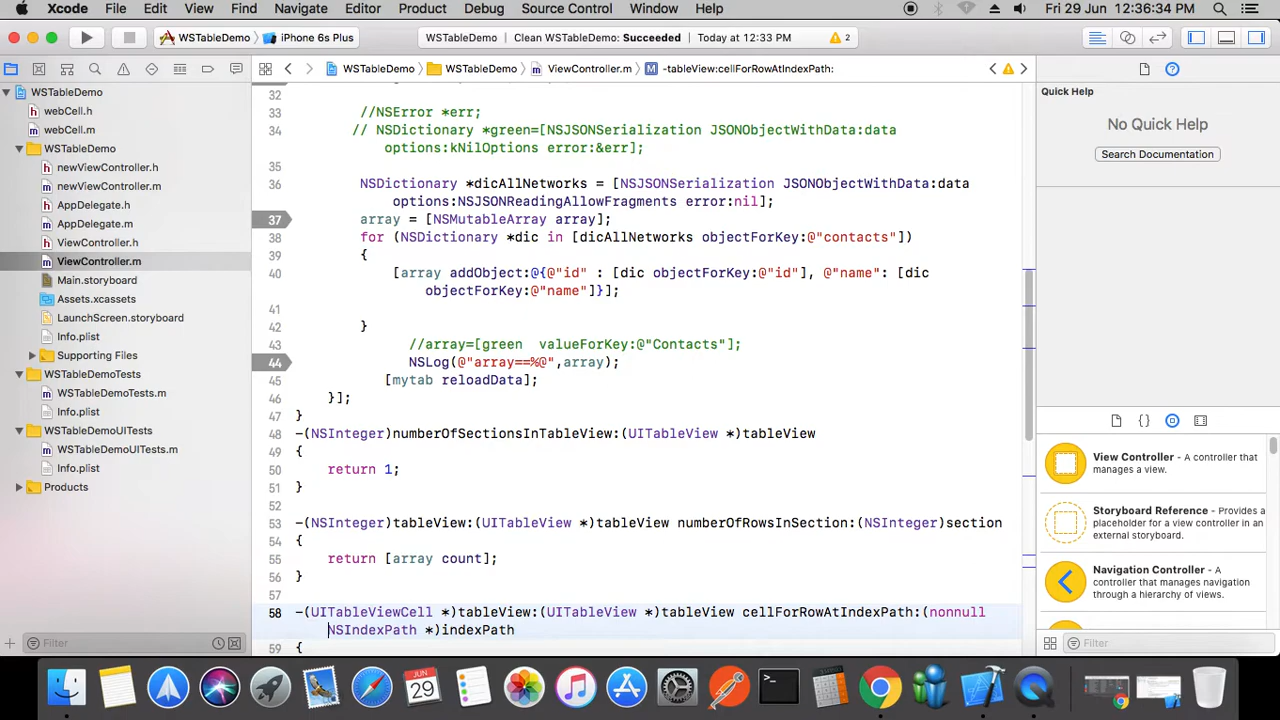 Xcode File Edit View Find Navigate Editor Product Debug Source Control Window Help Fri 29 Jun 12:36:34 PM
WSTableDemo iPhone 6s Plus WSTableDemo Clean WSTableDemo: Succeeded Today at 12:33 PM 2
WSTableDemo WSTableDemo ViewController.m M -tableView:cellForRowAtIndexPath:
WSTableDemo
webCell.h
webCell.m
WSTableDemo
newViewController.h
newViewController.m
AppDelegate.h
AppDelegate.m
ViewController.h
ViewController.m
Main.storyboard
Assets.xcassets
LaunchScreen.storyboard
Info.plist
Supporting Files
WSTableDemoTests
WSTableDemoTests.m
Info.plist
WSTableDemoUITests
WSTableDemoUITests.m
Info.plist
Products
Filter
32
33 //NSError *err;
34 // NSDictionary *green=[NSJSONSerialization JSONObjectWithData:data
options:kNilOptions error:&err];
35
36 NSDictionary *dicAllNetworks = [NSJSONSerialization JSONObjectWithData:data
options:NSJSONReadingAllowFragments error:nil];
37 array = [NSMutableArray array];
38 for (NSDictionary *dic in [dicAllNetworks objectForKey:@"contacts"])
39 {
40 [array addObject:@{@"id" : [dic objectForKey:@"id"], @"name": [dic
objectForKey:@"name"]}];
41
42 }
43 //array=[green valueForKey:@"Contacts"];
44 NSLog(@"array==%@",array);
45 [mytab reloadData];
46 }];
47 }
48 -(NSInteger)numberOfSectionsInTableView:(UITableView *)tableView
49 {
50 return 1;
51 }
52
53 -(NSInteger)tableView:(UITableView *)tableView numberOfRowsInSection:(NSInteger)section
54 {
55 return [array count];
56 }
57
58 -(UITableViewCell *)tableView:(UITableView *)tableView cellForRowAtIndexPath:(nonnull
NSIndexPath *)indexPath
59 {
Quick Help
No Quick Help
Search Documentation
View Controller - A controller that
manages a view.
Storyboard Reference - Provides a
placeholder for a view controller in an
external storyboard.
Navigation Controller - A
controller that manages navigation
through a hierarchy of views.
Filter
JUN
29